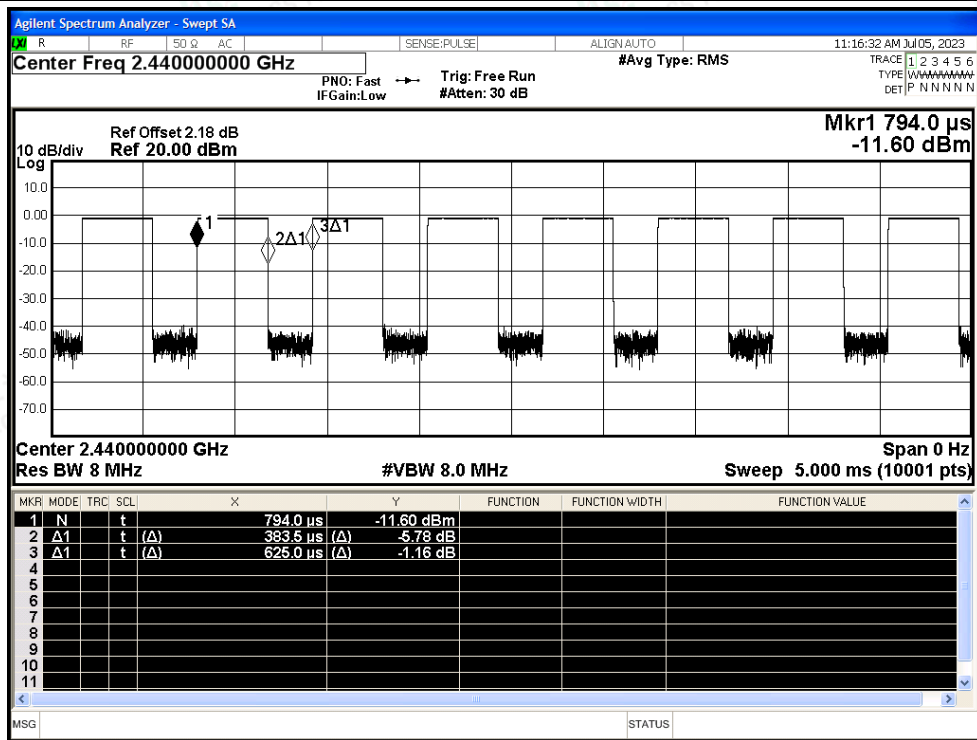 Agilent Spectrum Analyzer - Swept SA
LXI R RF 50 Ω AC SENSE:PULSE ALIGN AUTO 11:16:32 AM Jul 05, 2023
Center Freq 2.440000000 GHz #Avg Type: RMS TRACE 1 2 3 4 5 6
PNO: Fast Trig: Free Run TYPE WWWWWW
IFGain:Low #Atten: 30 dB DET P N N N N N
Mkr1 794.0 µs
Ref Offset 2.18 dB
10 dB/div Ref 20.00 dBm -11.60 dBm
Log
10.0
0.00
1 2Δ1 3Δ1
-10.0
-20.0
-30.0
-40.0
-50.0
-60.0
-70.0
Center 2.440000000 GHz Span 0 Hz
Res BW 8 MHz #VBW 8.0 MHz Sweep 5.000 ms (10001 pts)
MKR MODE TRC SCL X Y FUNCTION FUNCTION WIDTH FUNCTION VALUE
1 N t 794.0 µs -11.60 dBm
2 Δ1 t (Δ) 383.5 µs (Δ) -5.78 dB
3 Δ1 t (Δ) 625.0 µs (Δ) -1.16 dB
4
5
6
7
8
9
10
11
MSG STATUS